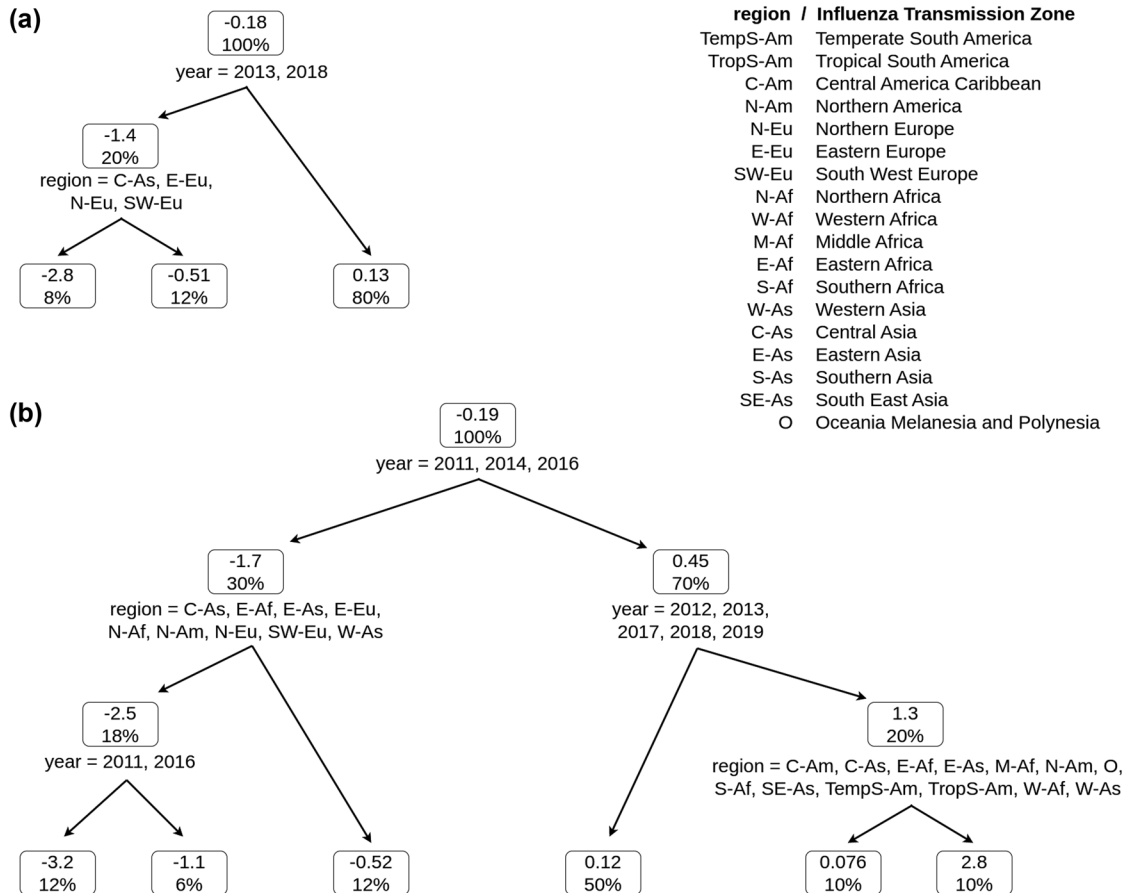 (a)
-0.18
100%
year = 2013, 2018
-1.4
20%
region = C-As, E-Eu,
N-Eu, SW-Eu
-2.8
8%
-0.51
12%
0.13
80%
region / Influenza Transmission Zone
TempS-Am Temperate South America
TropS-Am Tropical South America
C-Am Central America Caribbean
N-Am Northern America
N-Eu Northern Europe
E-Eu Eastern Europe
SW-Eu South West Europe
N-Af Northern Africa
W-Af Western Africa
M-Af Middle Africa
E-Af Eastern Africa
S-Af Southern Africa
W-As Western Asia
C-As Central Asia
E-As Eastern Asia
S-As Southern Asia
SE-As South East Asia
O Oceania Melanesia and Polynesia
(b)
-0.19
100%
year = 2011, 2014, 2016
-1.7
30%
region = C-As, E-Af, E-As, E-Eu,
N-Af, N-Am, N-Eu, SW-Eu, W-As
0.45
70%
year = 2012, 2013,
2017, 2018, 2019
-2.5
18%
year = 2011, 2016
1.3
20%
region = C-Am, C-As, E-Af, E-As, M-Af, N-Am, O,
S-Af, SE-As, TempS-Am, TropS-Am, W-Af, W-As
-3.2
12%
-1.1
6%
-0.52
12%
0.12
50%
0.076
10%
2.8
10%